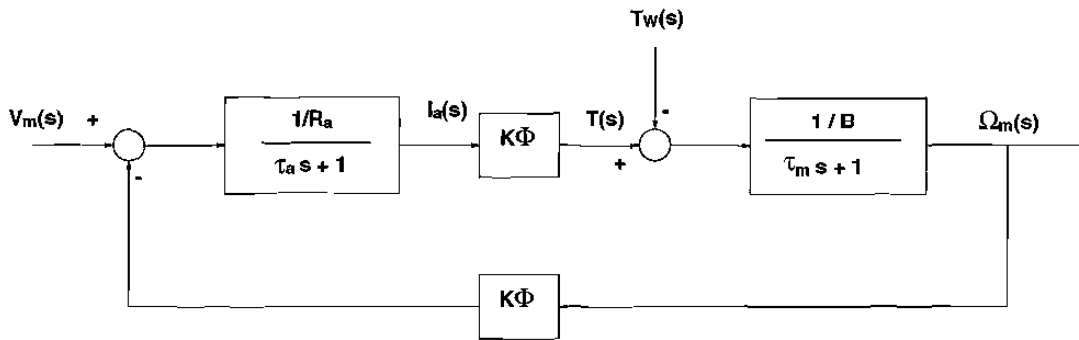 Tw(s)
Vm(s) +
-
1/Ra
τa s + 1
Ia(s)
KΦ
T(s)
+
-
1 / B
τm s + 1
Ωm(s)
KΦ